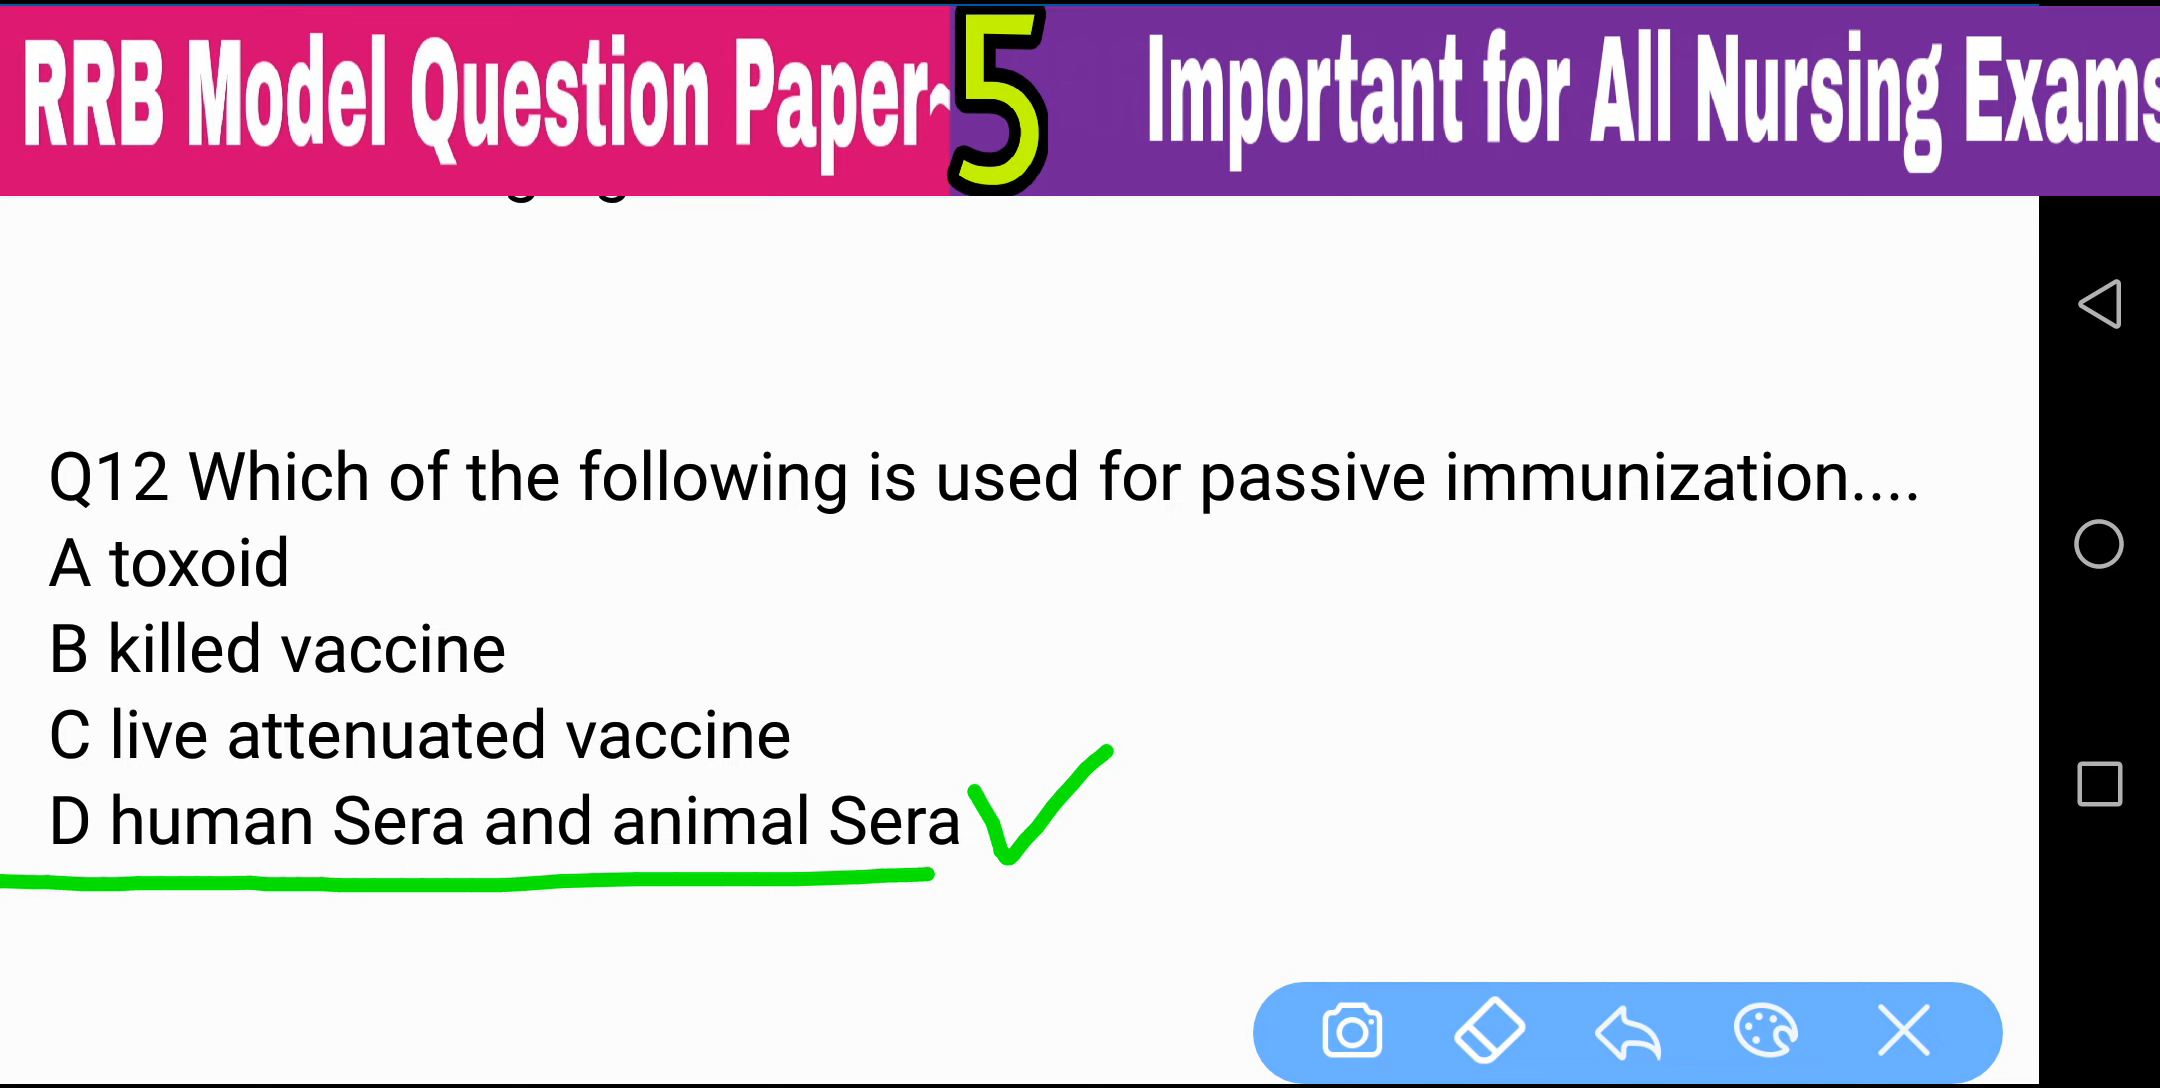 RRB Model Question Paper-5 Important for All Nursing Exams
Q12 Which of the following is used for passive immunization....
A toxoid
B killed vaccine
C live attenuated vaccine
D human Sera and animal Sera